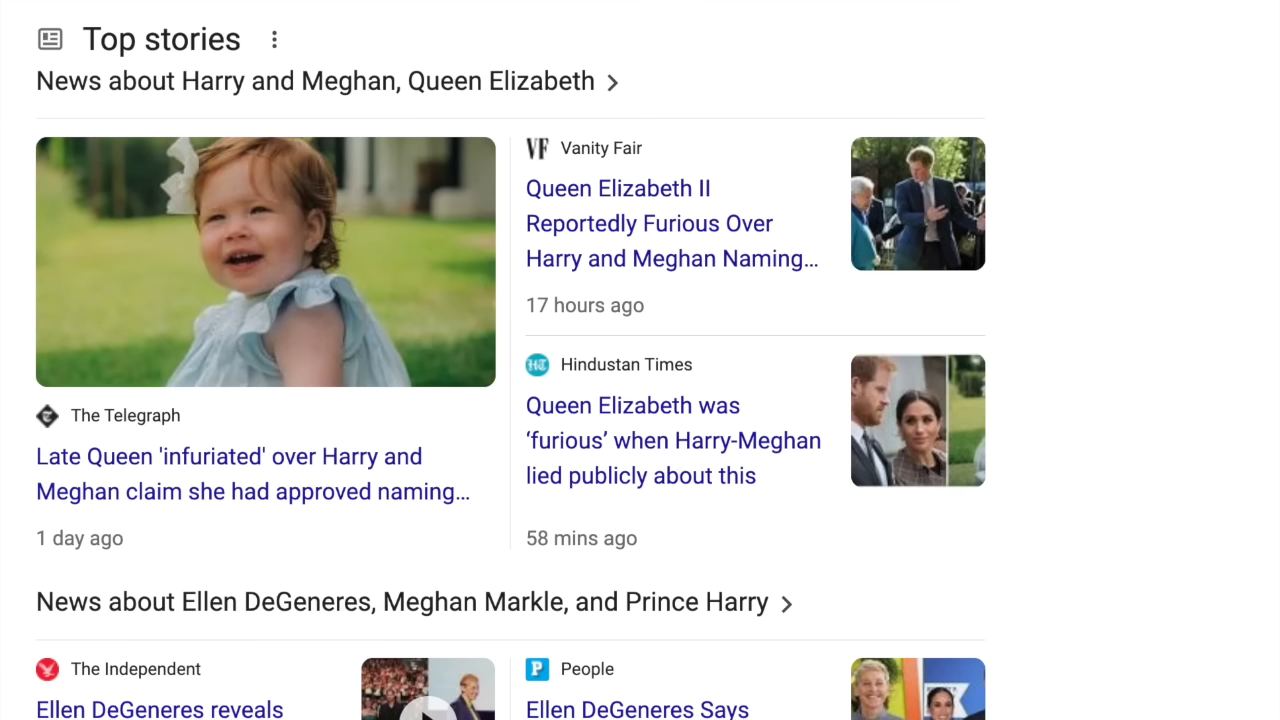 Top stories
News about Harry and Meghan, Queen Elizabeth
The Telegraph
Late Queen 'infuriated' over Harry and
Meghan claim she had approved naming...
1 day ago
VF Vanity Fair
Queen Elizabeth II
Reportedly Furious Over
Harry and Meghan Naming...
17 hours ago
HT Hindustan Times
Queen Elizabeth was
‘furious’ when Harry-Meghan
lied publicly about this
58 mins ago
News about Ellen DeGeneres, Meghan Markle, and Prince Harry
The Independent
Ellen DeGeneres reveals
P People
Ellen DeGeneres Says